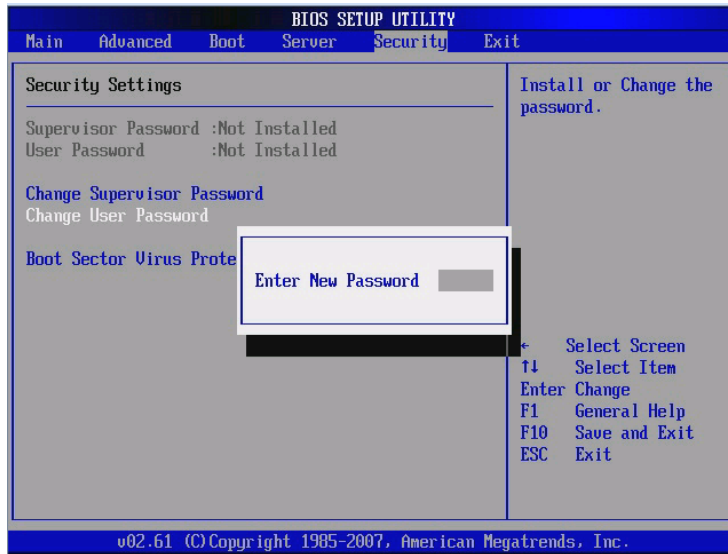 BIOS SETUP UTILITY
Main Advanced Boot Server Security Exit
Security Settings
Supervisor Password :Not Installed
User Password :Not Installed
Change Supervisor Password
Change User Password
Boot Sector Virus Prote
Enter New Password
Install or Change the
password.
← Select Screen
↑↓ Select Item
Enter Change
F1 General Help
F10 Save and Exit
ESC Exit
v02.61 (C)Copyright 1985-2007, American Megatrends, Inc.